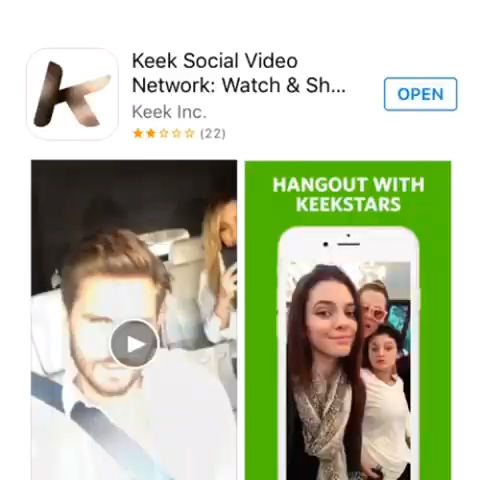 Keek Social Video
Network: Watch & Sh...
OPEN
Keek Inc.
(22)
HANGOUT WITH
KEEKSTARS